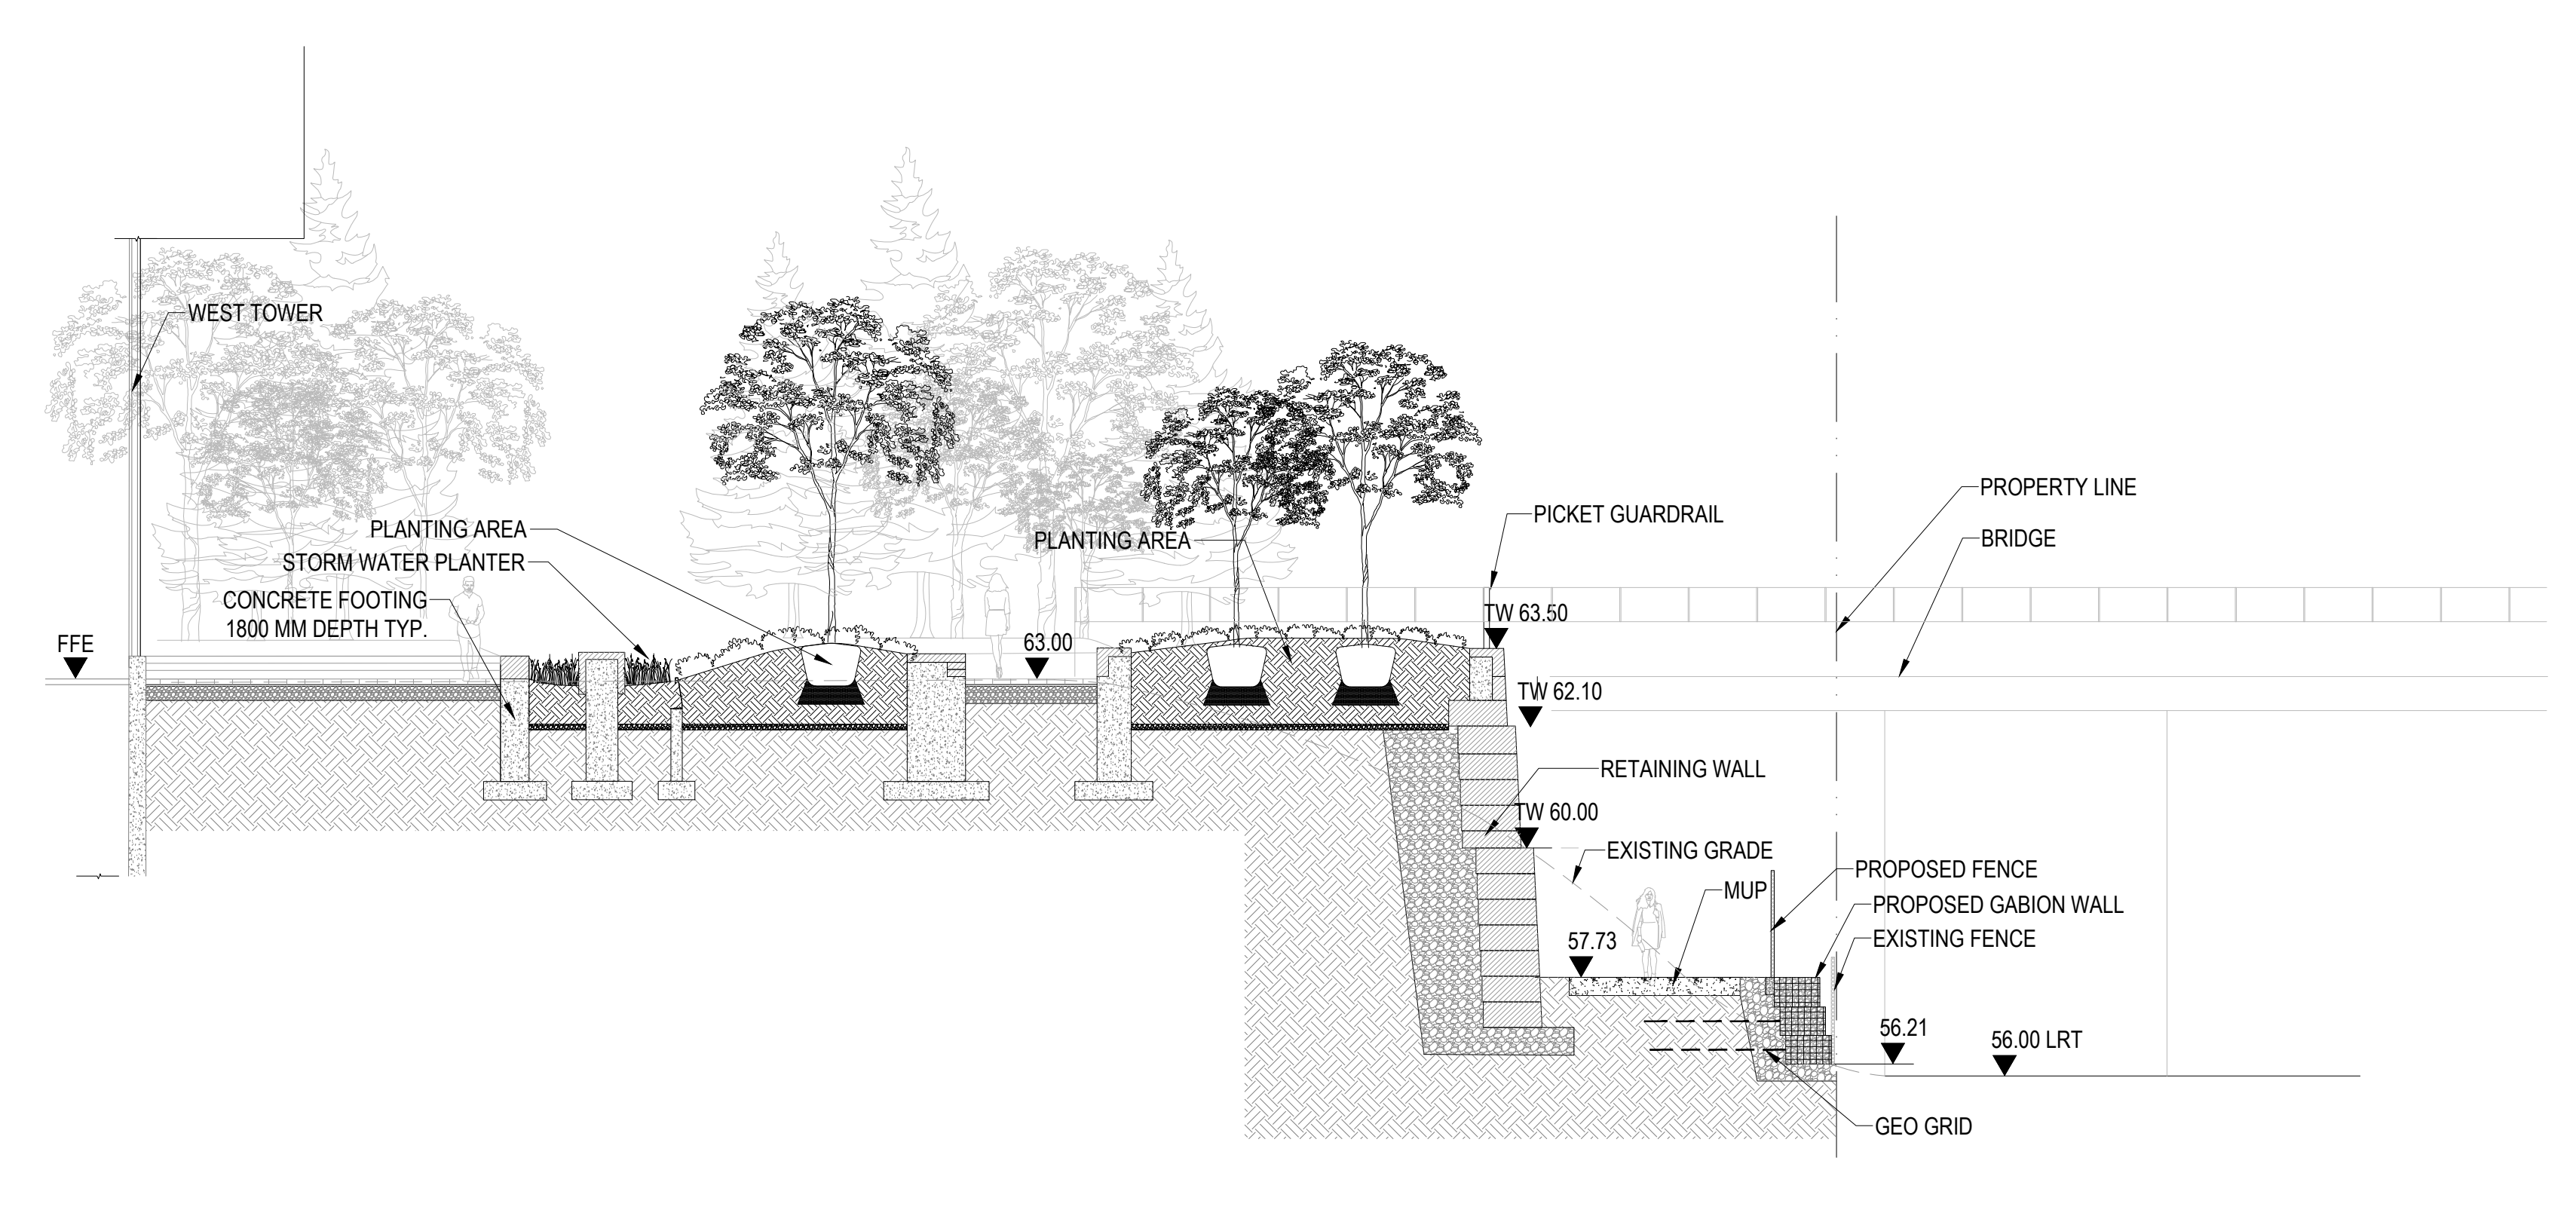 WEST TOWER
PROPERTY LINE
PICKET GUARDRAIL
PLANTING AREA
BRIDGE
PLANTING AREA
STORM WATER PLANTER
CONCRETE FOOTING
1800 MM DEPTH TYP.
TW 63.50
FFE
63.00
TW 62.10
RETAINING WALL
TW 60.00
EXISTING GRADE
PROPOSED FENCE
MUP
PROPOSED GABION WALL
57.73
EXISTING FENCE
56.21
56.00 LRT
GEO GRID